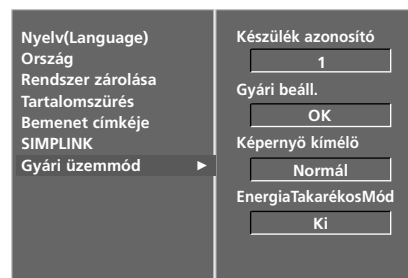 Nyelv(Language)
Ország
Rendszer zárolása
Tartalomszürés
Bemenet címkéje
SIMPLINK
Gyári üzemmód ►
Készülék azonosító
1
Gyári beáll.
OK
Képernyö kímélö
Normál
EnergiaTakarékosMód
Ki